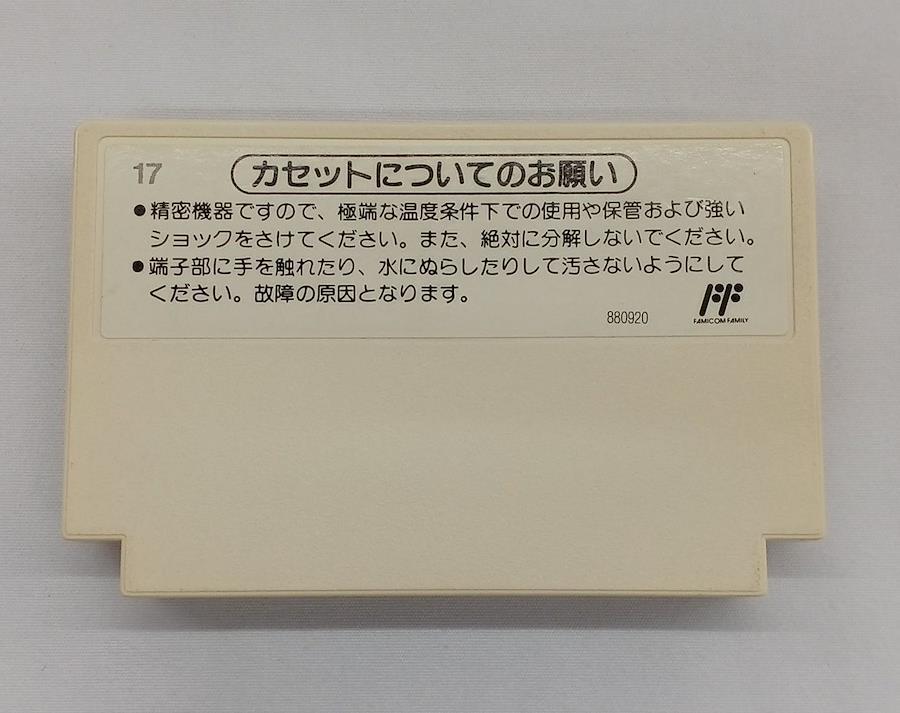 17
カセットについてのお願い
●精密機器ですので、極端な温度条件下での使用や保管および強い
ショックをさけてください。また、絶対に分解しないでください。
●端子部に手を触れたり、水にぬらしたりして汚さないようにして
ください。故障の原因となります。
880920
FF
FAMICOM FAMILY